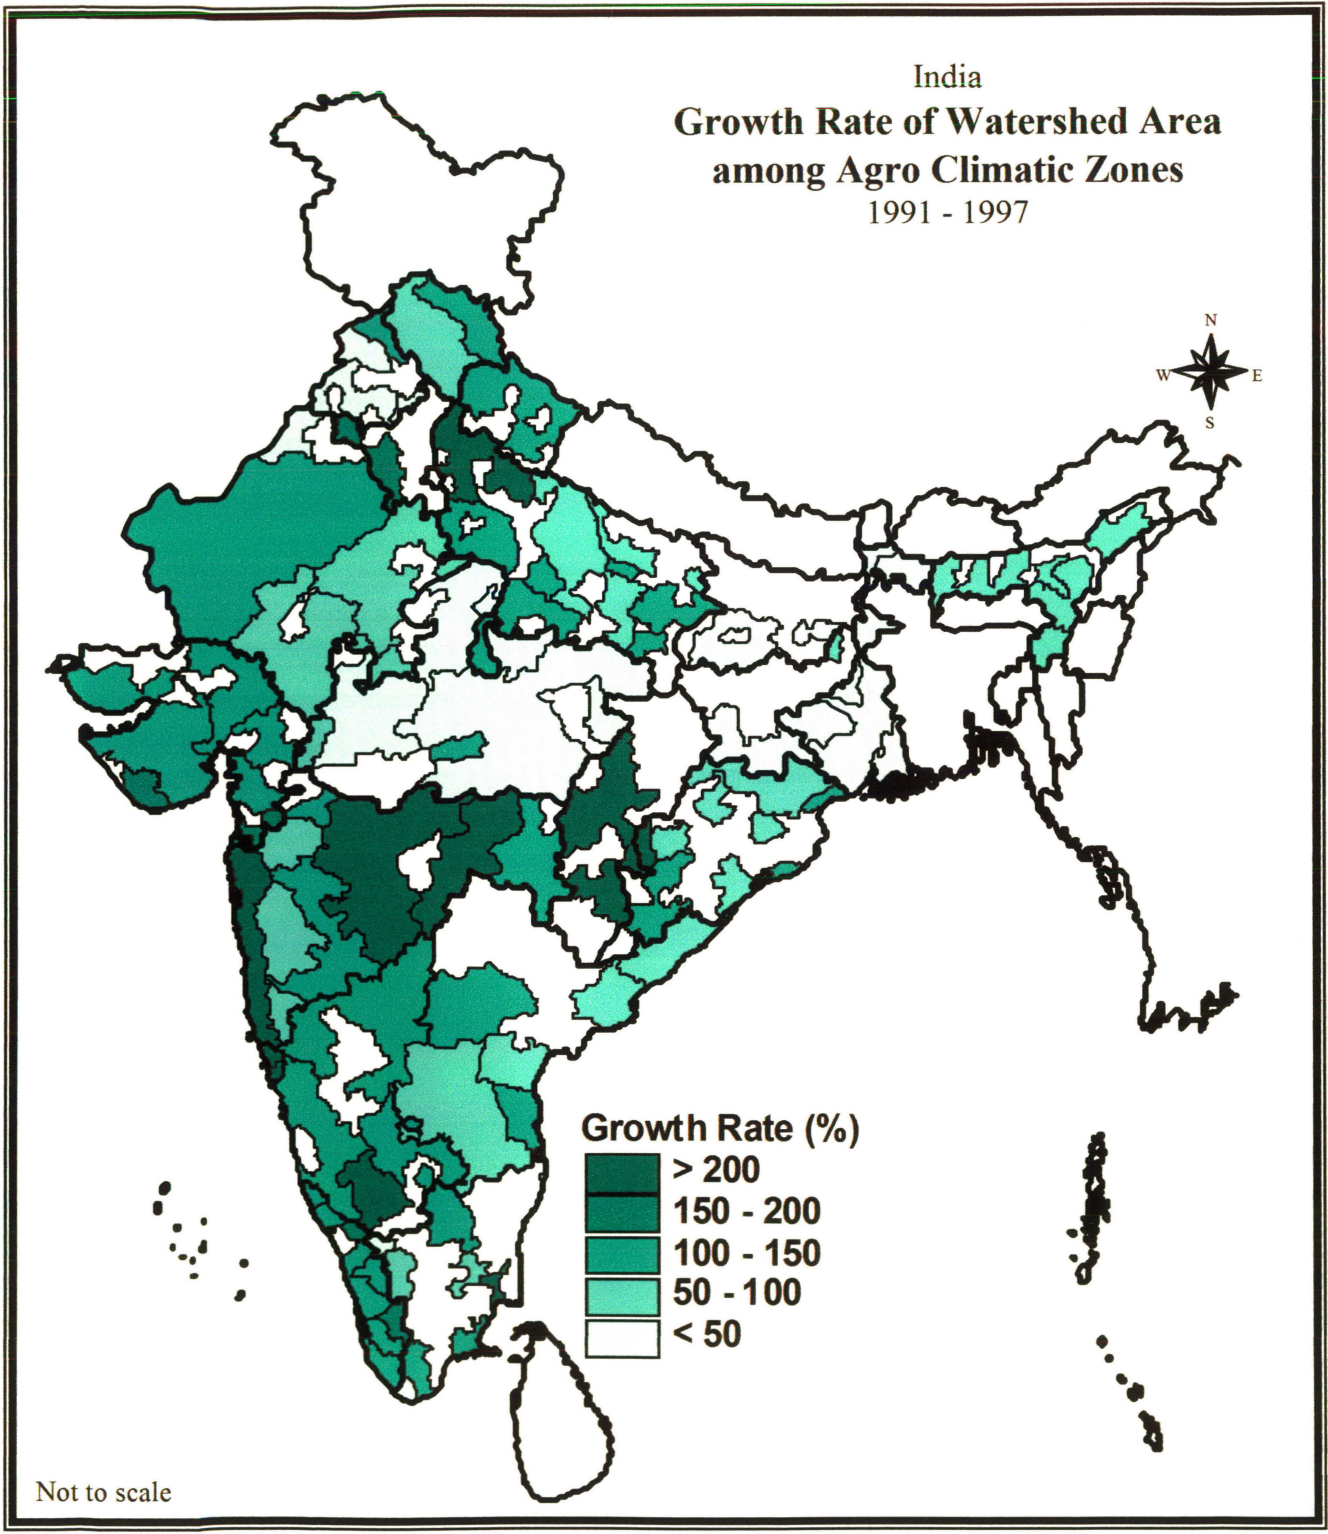 India
Growth Rate of Watershed Area
among Agro Climatic Zones
1991 - 1997
N
W E
S
Growth Rate (%)
> 200
150 - 200
100 - 150
50 - 100
< 50
Not to scale